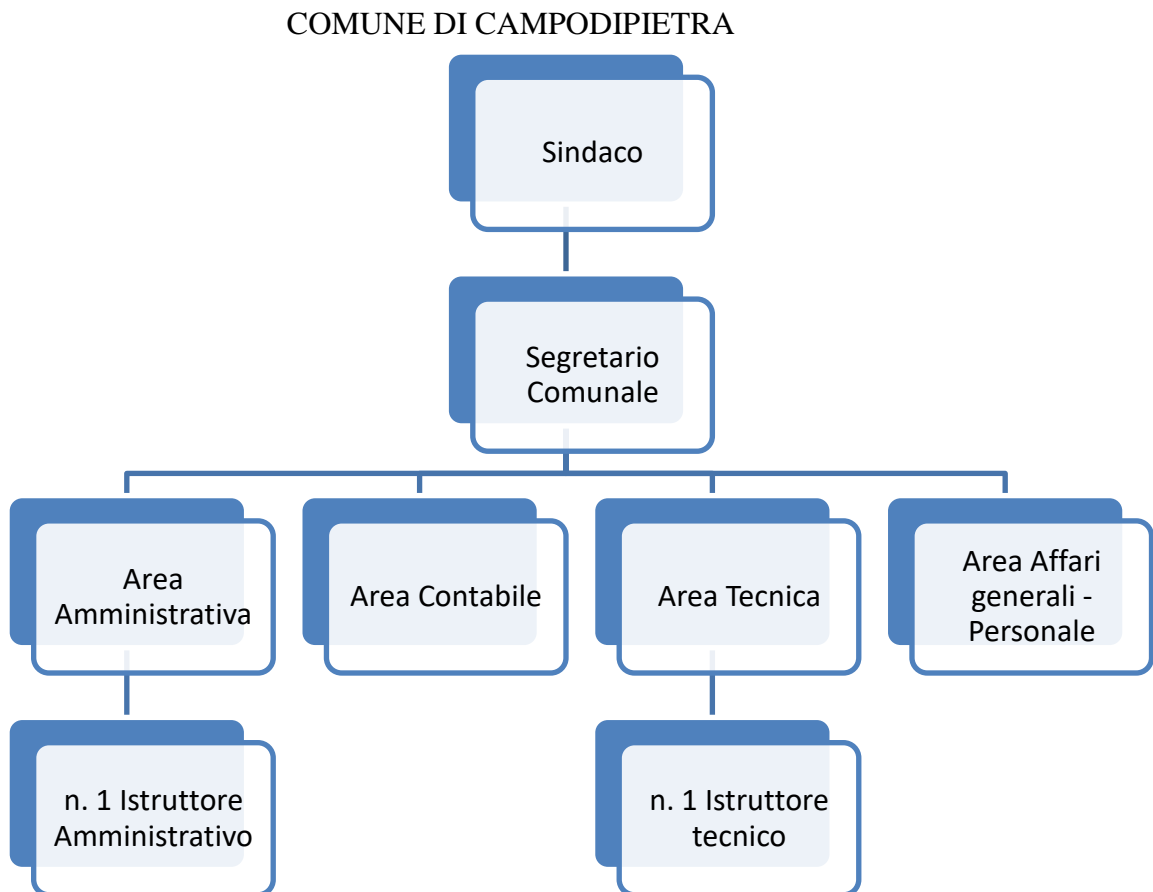 COMUNE DI CAMPODIPIETRA
Sindaco
Segretario
Comunale
Area
Amministrativa
Area Contabile
Area Tecnica
Area Affari
generali -
Personale
n. 1 Istruttore
Amministrativo
n. 1 Istruttore
tecnico